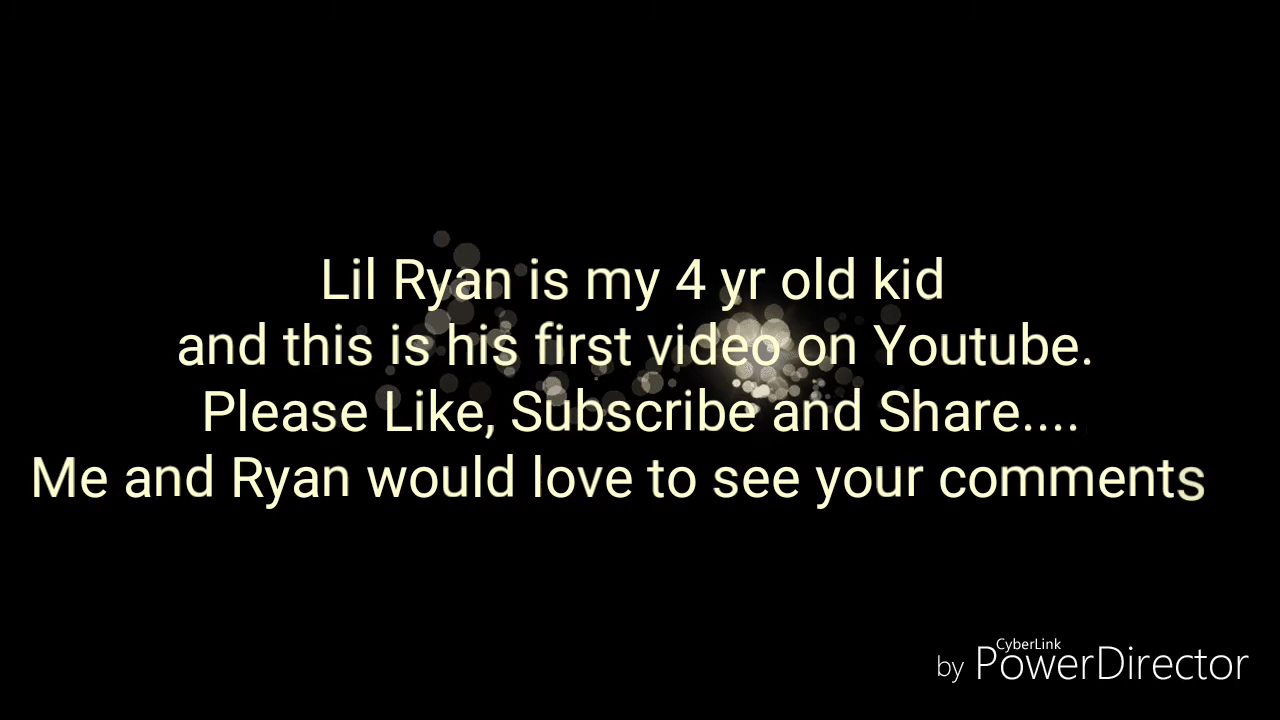 Lil Ryan is my 4 yr old kid
and this is his first video on Youtube.
Please Like, Subscribe and Share....
Me and Ryan would love to see your comments
CyberLink
by PowerDirector